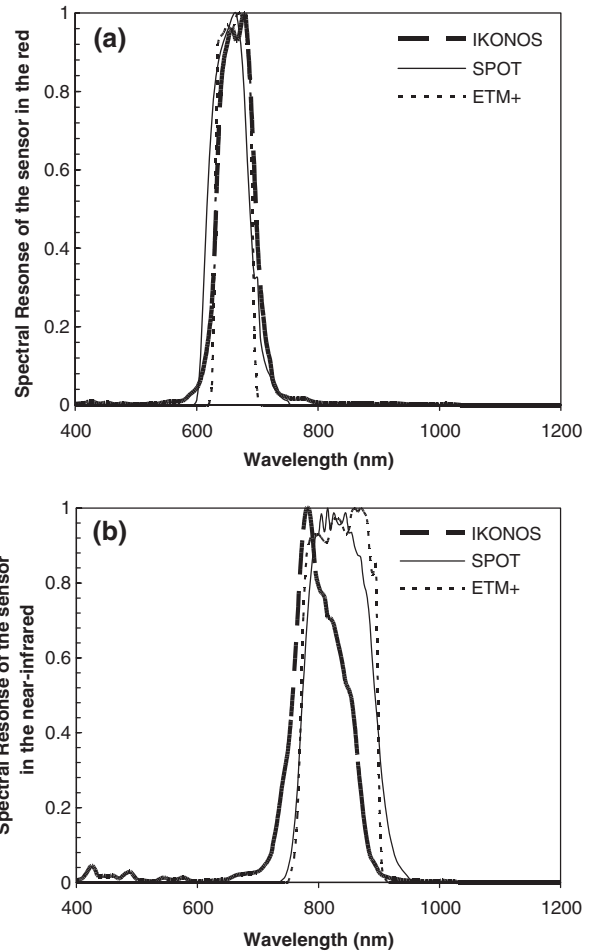 (a)
IKONOS
SPOT
ETM+
Spectral Resonse of the sensor in the red
1
0.8
0.6
0.4
0.2
0
400
600
800
1000
1200
Wavelength (nm)
(b)
IKONOS
SPOT
ETM+
Spectral Resonse of the sensor
in the near-infrared
1
0.8
0.6
0.4
0.2
0
400
600
800
1000
1200
Wavelength (nm)